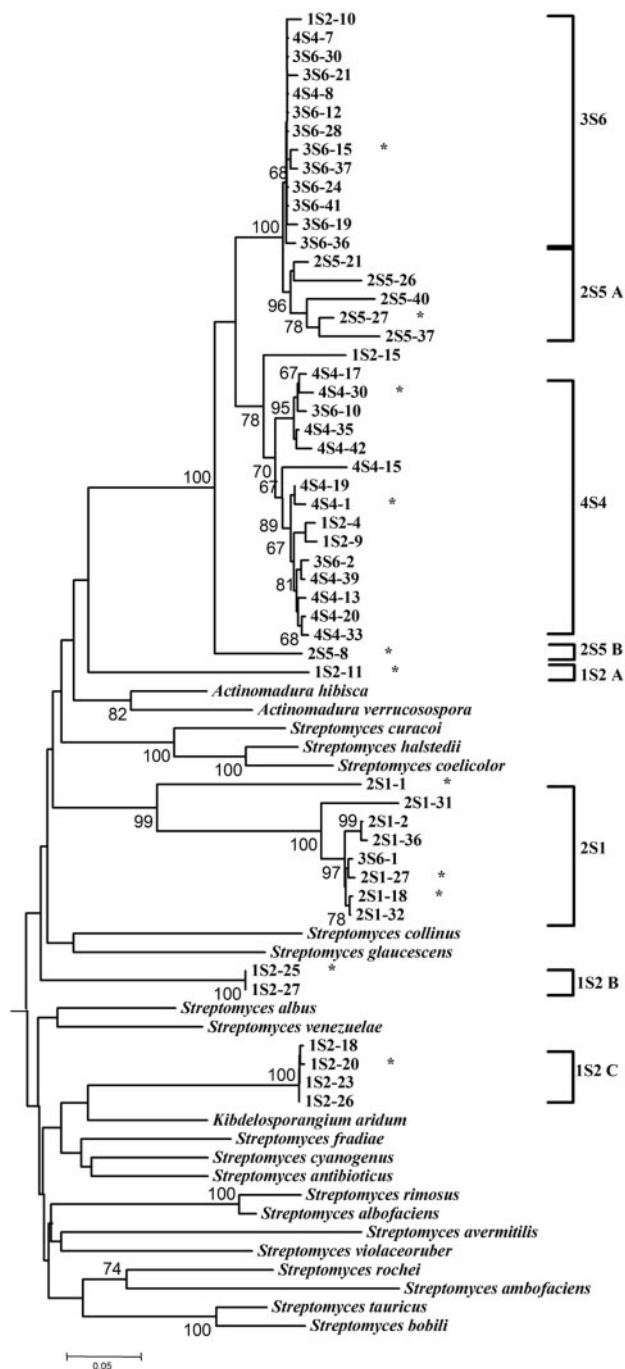 1S2-10
4S4-7
3S6-30
3S6-21
4S4-8
3S6-12
3S6-28
3S6-15 *
3S6-37
68
3S6-24
3S6-41
3S6-19
100
3S6-36
3S6
2S5-21
2S5-26
2S5-40
96
2S5-27 *
78
2S5-37
2S5 A
1S2-15
67
4S4-17
4S4-30 *
95
3S6-10
78
4S4-35
4S4-42
70
4S4-15
67
4S4-19
4S4-1 *
89
1S2-4
67
1S2-9
3S6-2
81
4S4-39
4S4-13
4S4-20
68
4S4-33
4S4
100
2S5-8 *
2S5 B
1S2-11 *
1S2 A
Actinomadura hibisca
82
Actinomadura verrucosospora
Streptomyces curacoi
100
Streptomyces halstedii
100
Streptomyces coelicolor
2S1-1 *
99
2S1-31
100
99
2S1-2
2S1-36
3S6-1
97
2S1-27 *
2S1-18 *
78
2S1-32
2S1
Streptomyces collinus
Streptomyces glaucescens
1S2-25 *
100
1S2-27
1S2 B
Streptomyces albus
Streptomyces venezuelae
1S2-18
100
1S2-20 *
1S2-23
1S2-26
1S2 C
Kibdelosporangium aridum
Streptomyces fradiae
Streptomyces cyanogenus
Streptomyces antibioticus
100
Streptomyces rimosus
Streptomyces albofaciens
Streptomyces avermitilis
Streptomyces violaceoruber
74
Streptomyces rochei
Streptomyces ambofaciens
Streptomyces tauricus
100
Streptomyces bobili
0.05